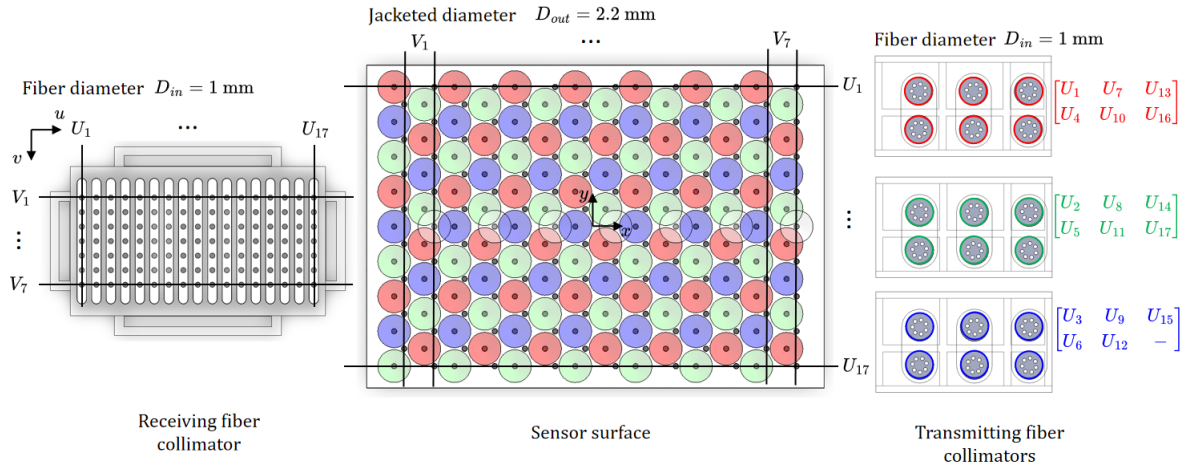 Jacketed diameter D_out = 2.2 mm
V_1 ... V_7
Fiber diameter D_in = 1 mm
u
v
U_1 ... U_17
V_1
⋮
V_7
Receiving fiber
collimator
U_1
y
x
⋮
U_17
Sensor surface
Fiber diameter D_in = 1 mm
[U_1 U_7 U_13
U_4 U_10 U_16]
[U_2 U_8 U_14
U_5 U_11 U_17]
[U_3 U_9 U_15
U_6 U_12 −]
Transmitting fiber
collimators